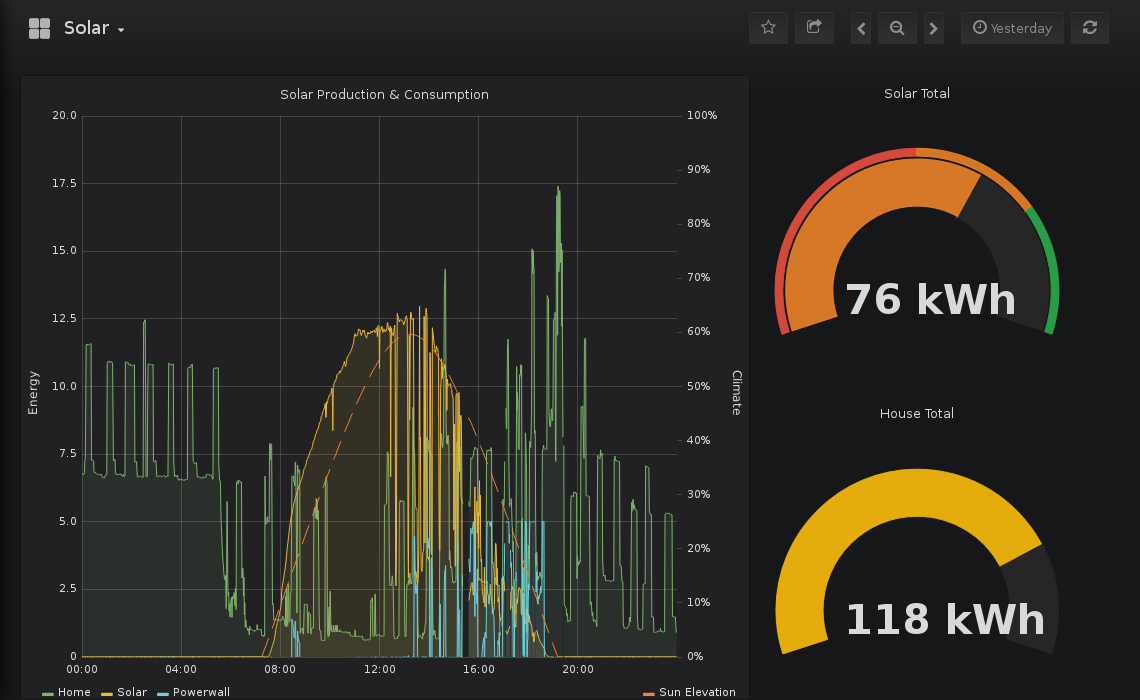 Solar
Yesterday
Solar Production & Consumption
20.0
17.5
15.0
12.5
10.0
7.5
5.0
2.5
0
Energy
100%
90%
80%
70%
60%
50%
40%
30%
20%
10%
0%
Climate
00:00 04:00 08:00 12:00 16:00 20:00
Home Solar Powerwall Sun Elevation
Solar Total
76 kWh
House Total
118 kWh